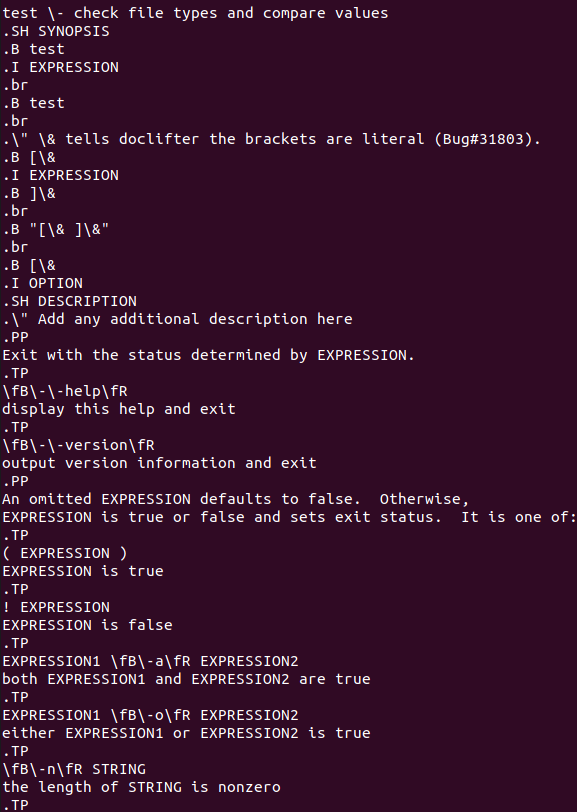 test \- check file types and compare values
.SH SYNOPSIS
.B test
.I EXPRESSION
.br
.B test
.br
.\" \& tells doclifter the brackets are literal (Bug#31803).
.B [\&
.I EXPRESSION
.B ]\&
.br
.B "[\& ]\&"
.br
.B [\&
.I OPTION
.SH DESCRIPTION
.\" Add any additional description here
.PP
Exit with the status determined by EXPRESSION.
.TP
\fB\-\-help\fR
display this help and exit
.TP
\fB\-\-version\fR
output version information and exit
.PP
An omitted EXPRESSION defaults to false.  Otherwise,
EXPRESSION is true or false and sets exit status.  It is one of:
.TP
( EXPRESSION )
EXPRESSION is true
.TP
! EXPRESSION
EXPRESSION is false
.TP
EXPRESSION1 \fB\-a\fR EXPRESSION2
both EXPRESSION1 and EXPRESSION2 are true
.TP
EXPRESSION1 \fB\-o\fR EXPRESSION2
either EXPRESSION1 or EXPRESSION2 is true
.TP
\fB\-n\fR STRING
the length of STRING is nonzero
.TP